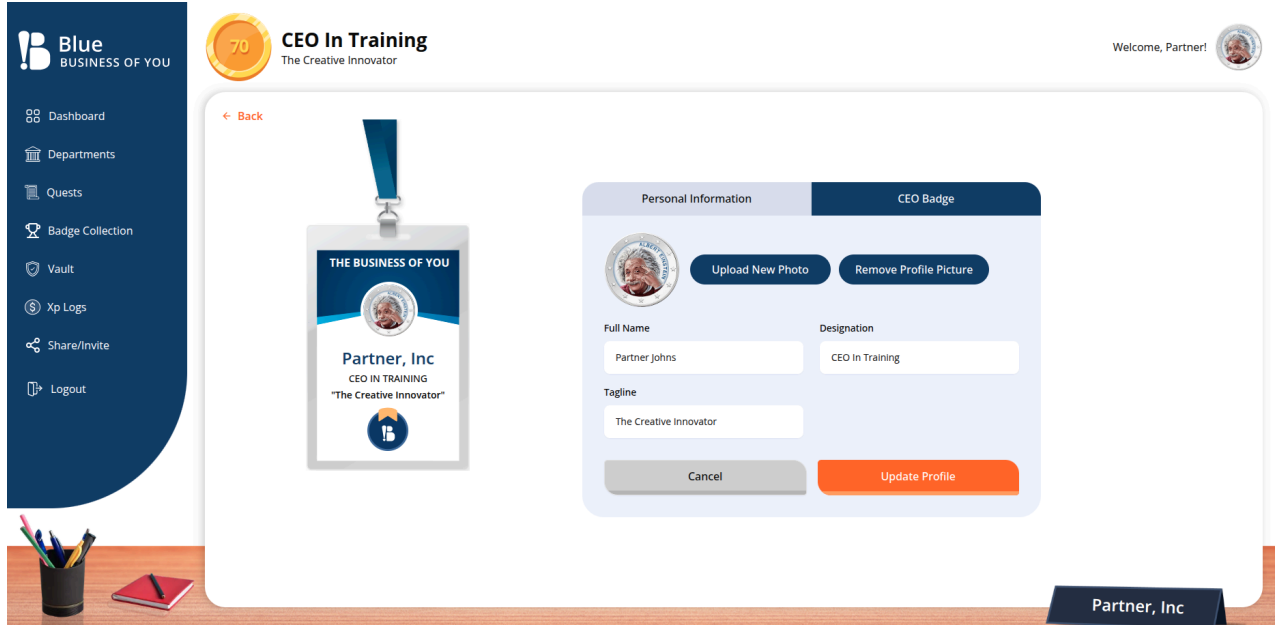 Blue
BUSINESS OF YOU
Dashboard
Departments
Quests
Badge Collection
Vault
Xp Logs
Share/Invite
Logout
70
CEO In Training
The Creative Innovator
Welcome, Partner!
← Back
THE BUSINESS OF YOU
Partner, Inc
CEO IN TRAINING
"The Creative Innovator"
Personal Information
CEO Badge
ALBERT EINSTEIN
Upload New Photo
Remove Profile Picture
Full Name
Designation
Partner Johns
CEO In Training
Tagline
The Creative Innovator
Cancel
Update Profile
Partner, Inc